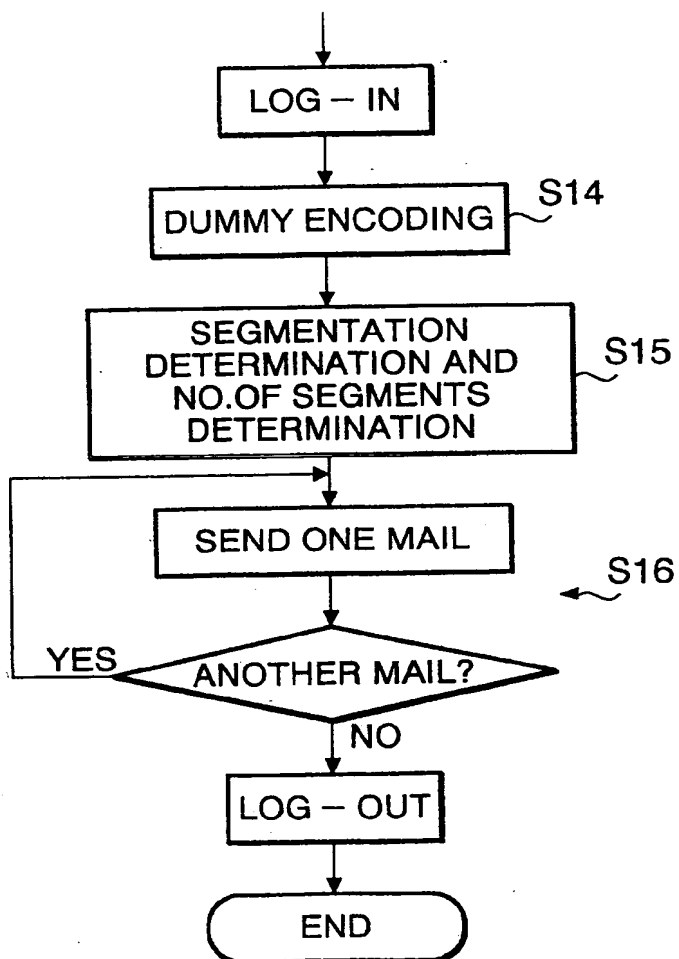 LOG – IN
DUMMY ENCODING
S14
SEGMENTATION
DETERMINATION AND
NO.OF SEGMENTS
DETERMINATION
S15
SEND ONE MAIL
S16
YES
ANOTHER MAIL?
NO
LOG – OUT
END